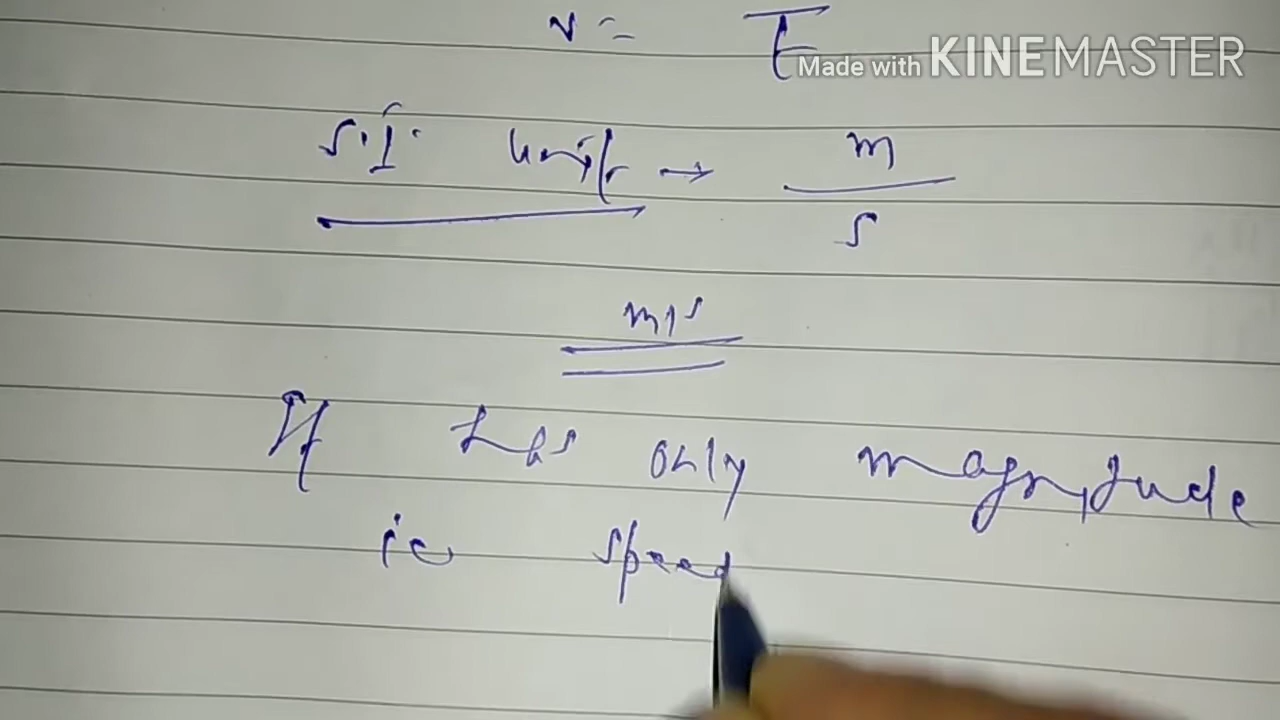 v =
Made with KINEMASTER
S.I. Unit → m
s
m/s
It has only magnitude
ie speed